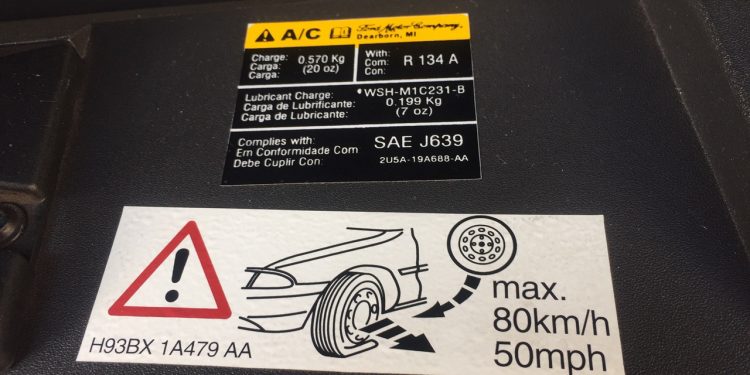 A/C Ford Motor Company,
Dearborn, MI
Charge: 0.570 Kg
Carga: (20 oz)
Carga:
With: R 134 A
Com:
Con:
Lubricant Charge: *WSH-M1C231-B
Carga de Lubrificante: 0.199 Kg
Carga de Lubricante: (7 oz)
Complies with: SAE J639
Em Conformidade Com
Debe Cuplir Con: 2U5A-19A688-AA
max.
80km/h
50mph
H93BX 1A479 AA